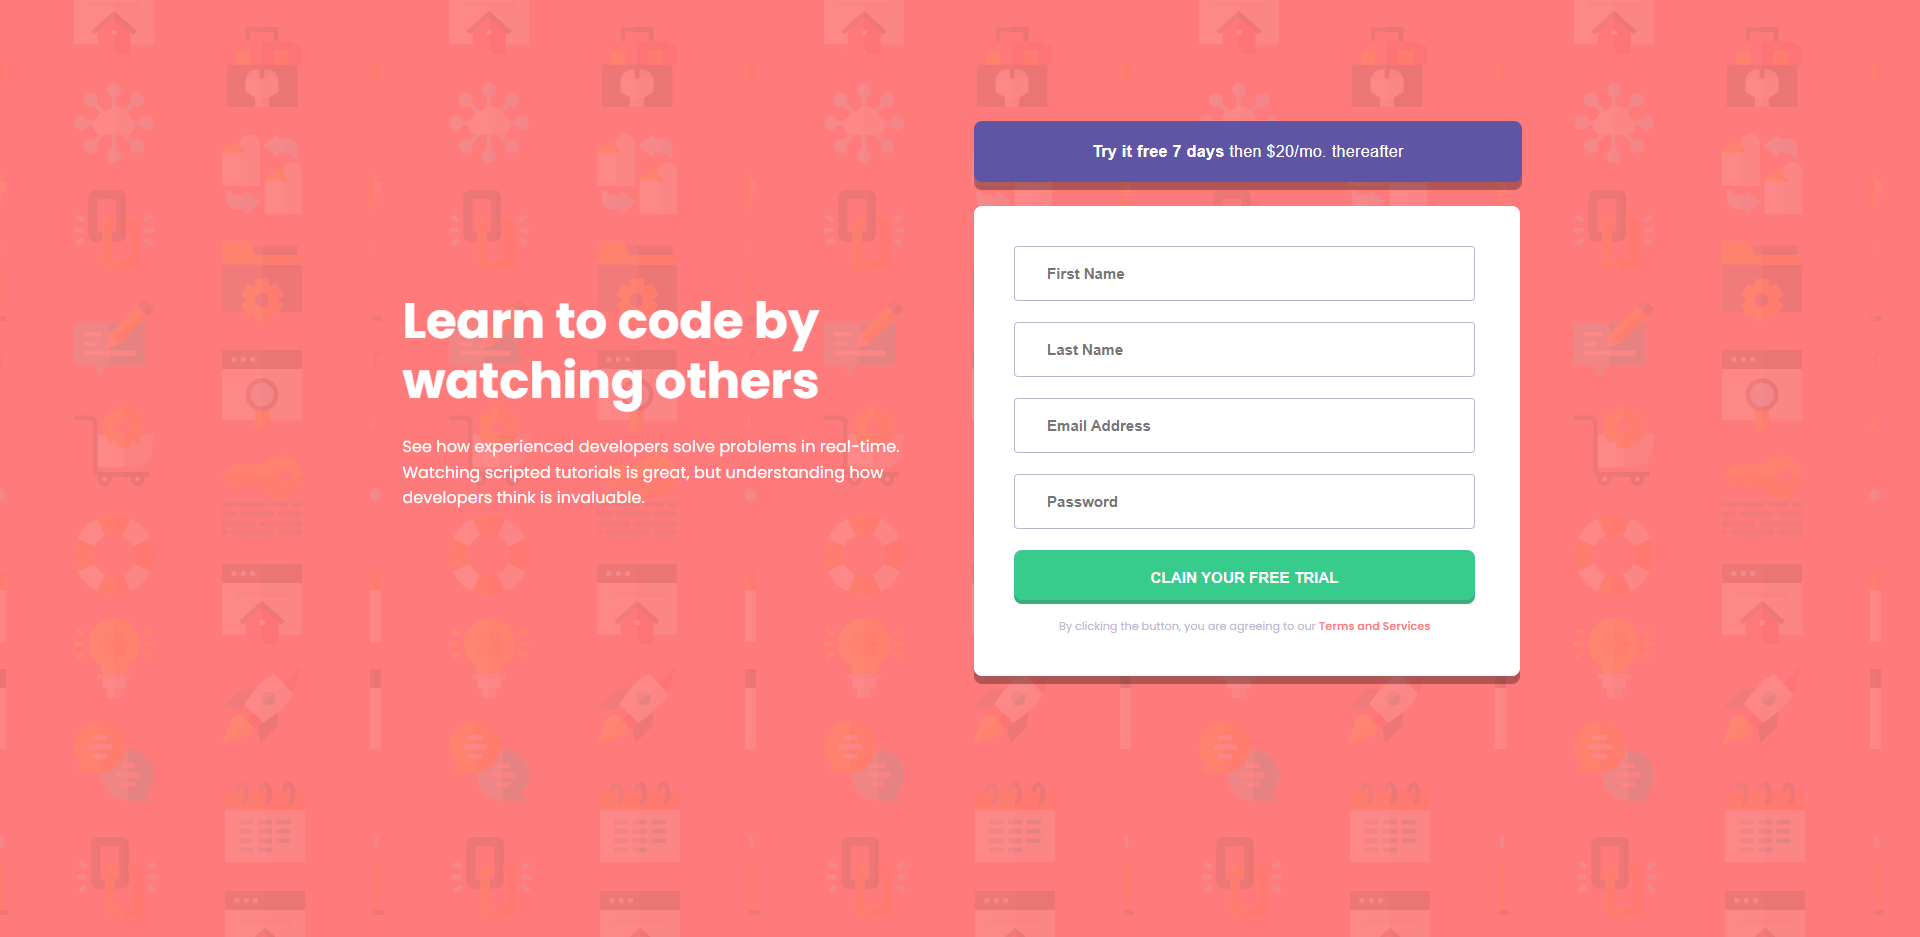 Learn to code by
watching others
See how experienced developers solve problems in real-time.
Watching scripted tutorials is great, but understanding how
developers think is invaluable.
Try it free 7 days then $20/mo. thereafter
First Name
Last Name
Email Address
Password
CLAIN YOUR FREE TRIAL
By clicking the button, you are agreeing to our Terms and Services